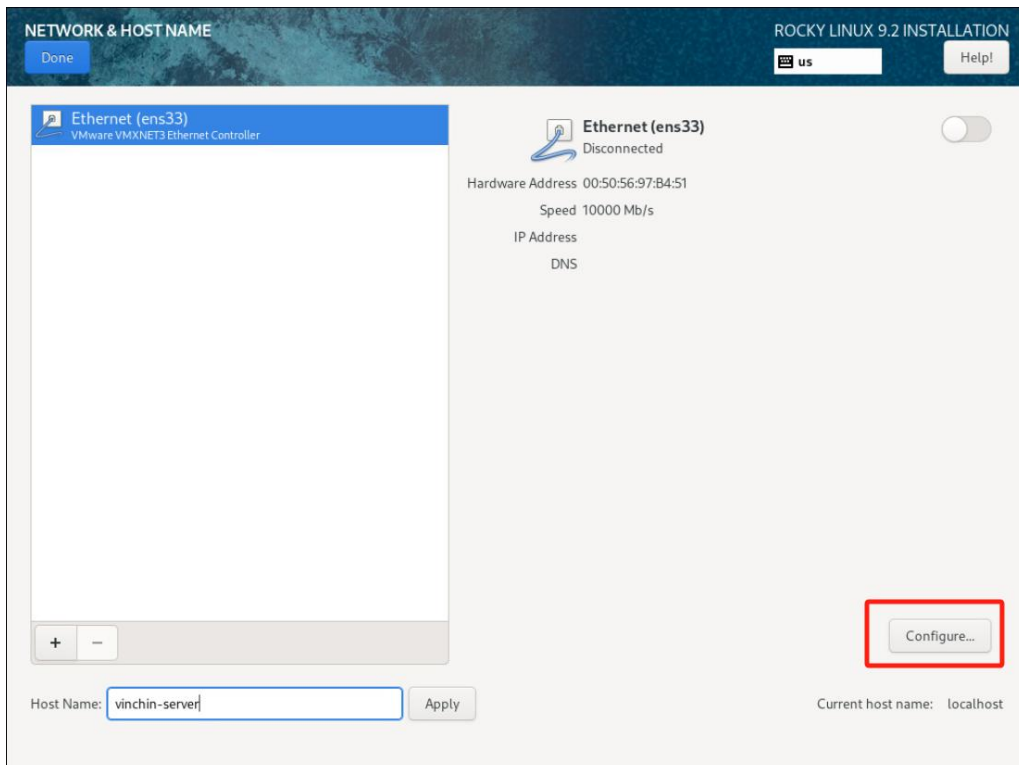 NETWORK & HOST NAME
ROCKY LINUX 9.2 INSTALLATION
Done
us
Help!
Ethernet (ens33)
VMware VMXNET3 Ethernet Controller
Ethernet (ens33)
Disconnected
Hardware Address 00:50:56:97:B4:51
Speed 10000 Mb/s
IP Address
DNS
+ −
Configure...
Host Name: vinchin-server Apply
Current host name: localhost